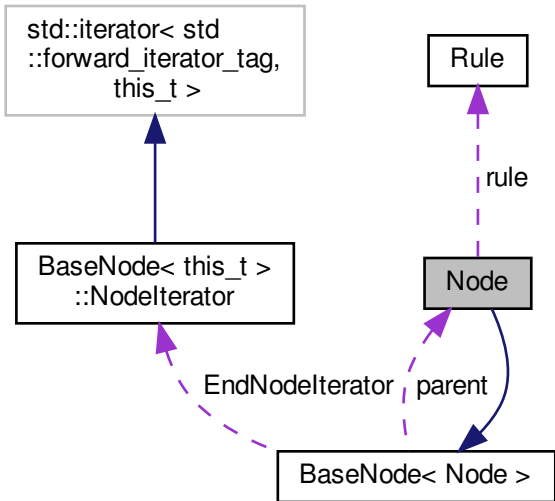 std::iterator< std
::forward_iterator_tag,
this_t >
Rule
rule
BaseNode< this_t >
::NodeIterator
Node
EndNodeIterator
parent
BaseNode< Node >